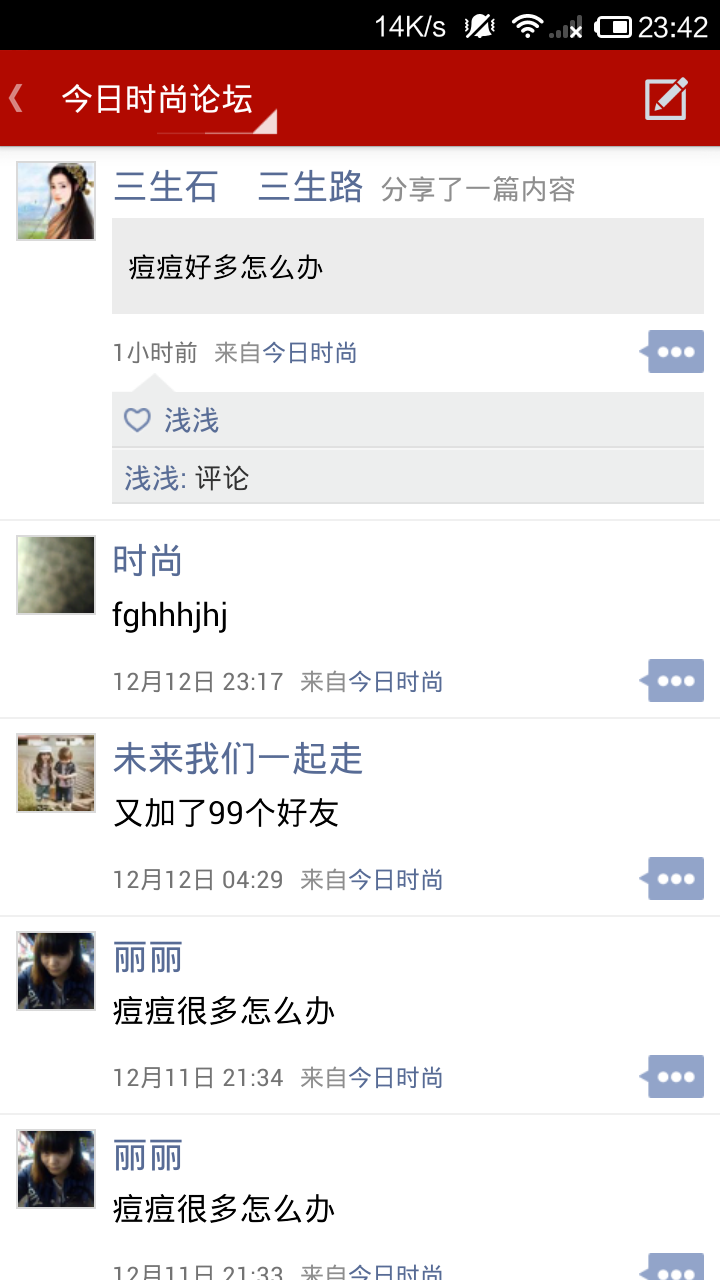 14K/s 23:42
今日时尚论坛
三生石 三生路 分享了一篇内容
痘痘好多怎么办
1小时前 来自今日时尚
浅浅
浅浅: 评论
时尚
fghhhjhj
12月12日 23:17 来自今日时尚
未来我们一起走
又加了99个好友
12月12日 04:29 来自今日时尚
丽丽
痘痘很多怎么办
12月11日 21:34 来自今日时尚
丽丽
痘痘很多怎么办
12月11日 21:33 来自今日时尚